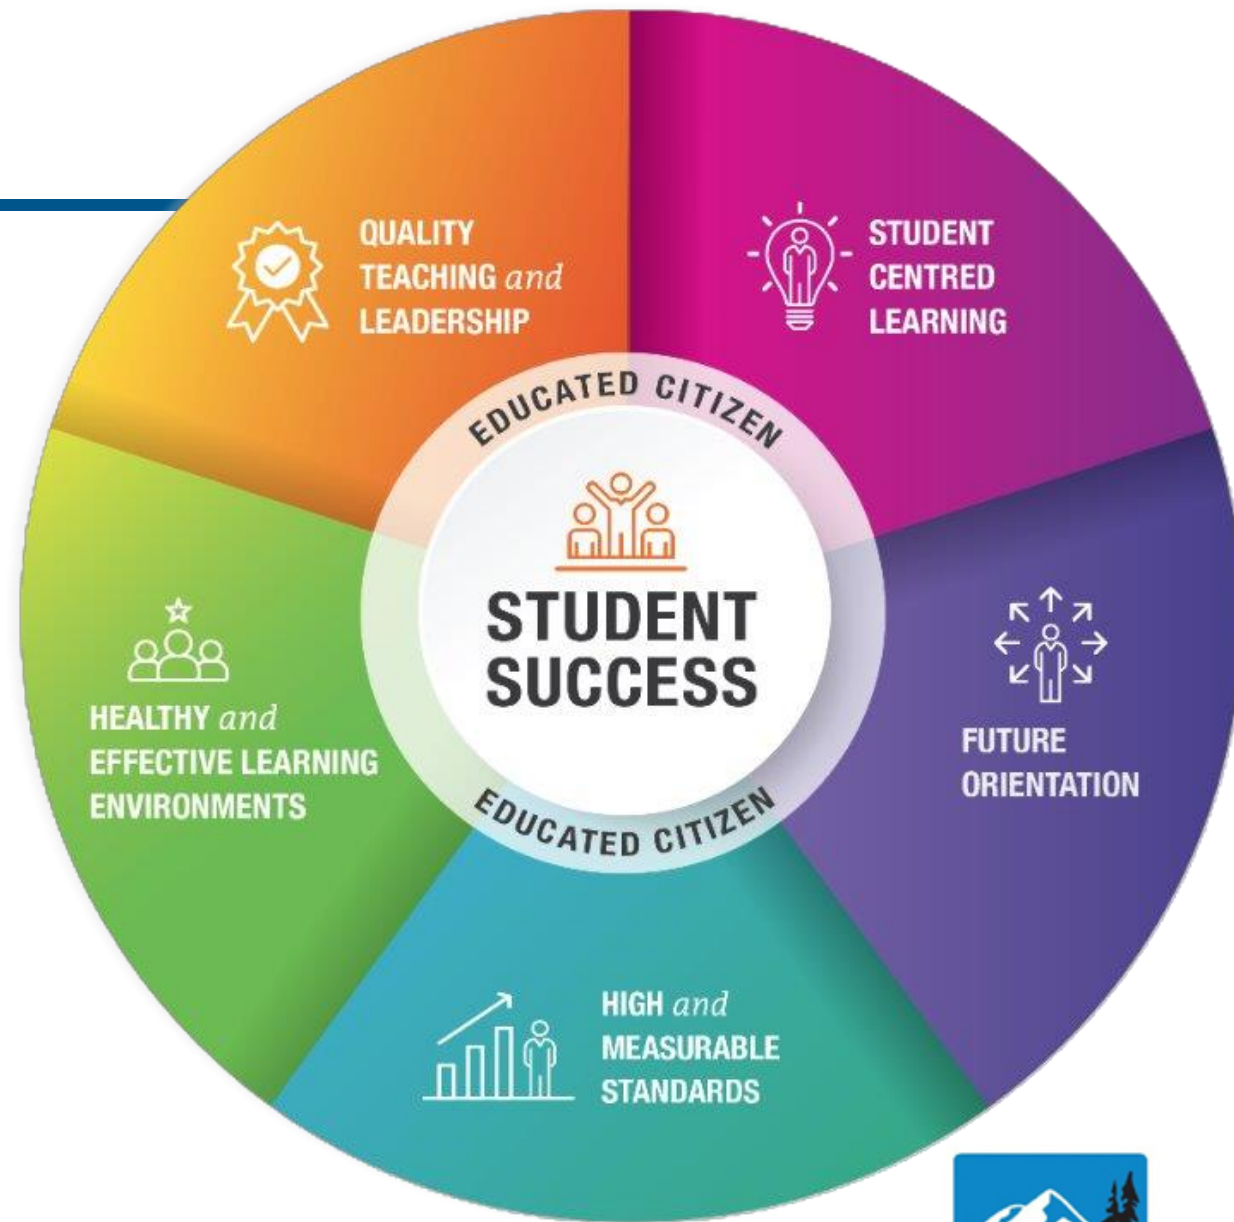 QUALITY
TEACHING and
LEADERSHIP
STUDENT
CENTRED
LEARNING
EDUCATED CITIZEN
STUDENT
SUCCESS
EDUCATED CITIZEN
HEALTHY and
EFFECTIVE LEARNING
ENVIRONMENTS
FUTURE
ORIENTATION
HIGH and
MEASURABLE
STANDARDS